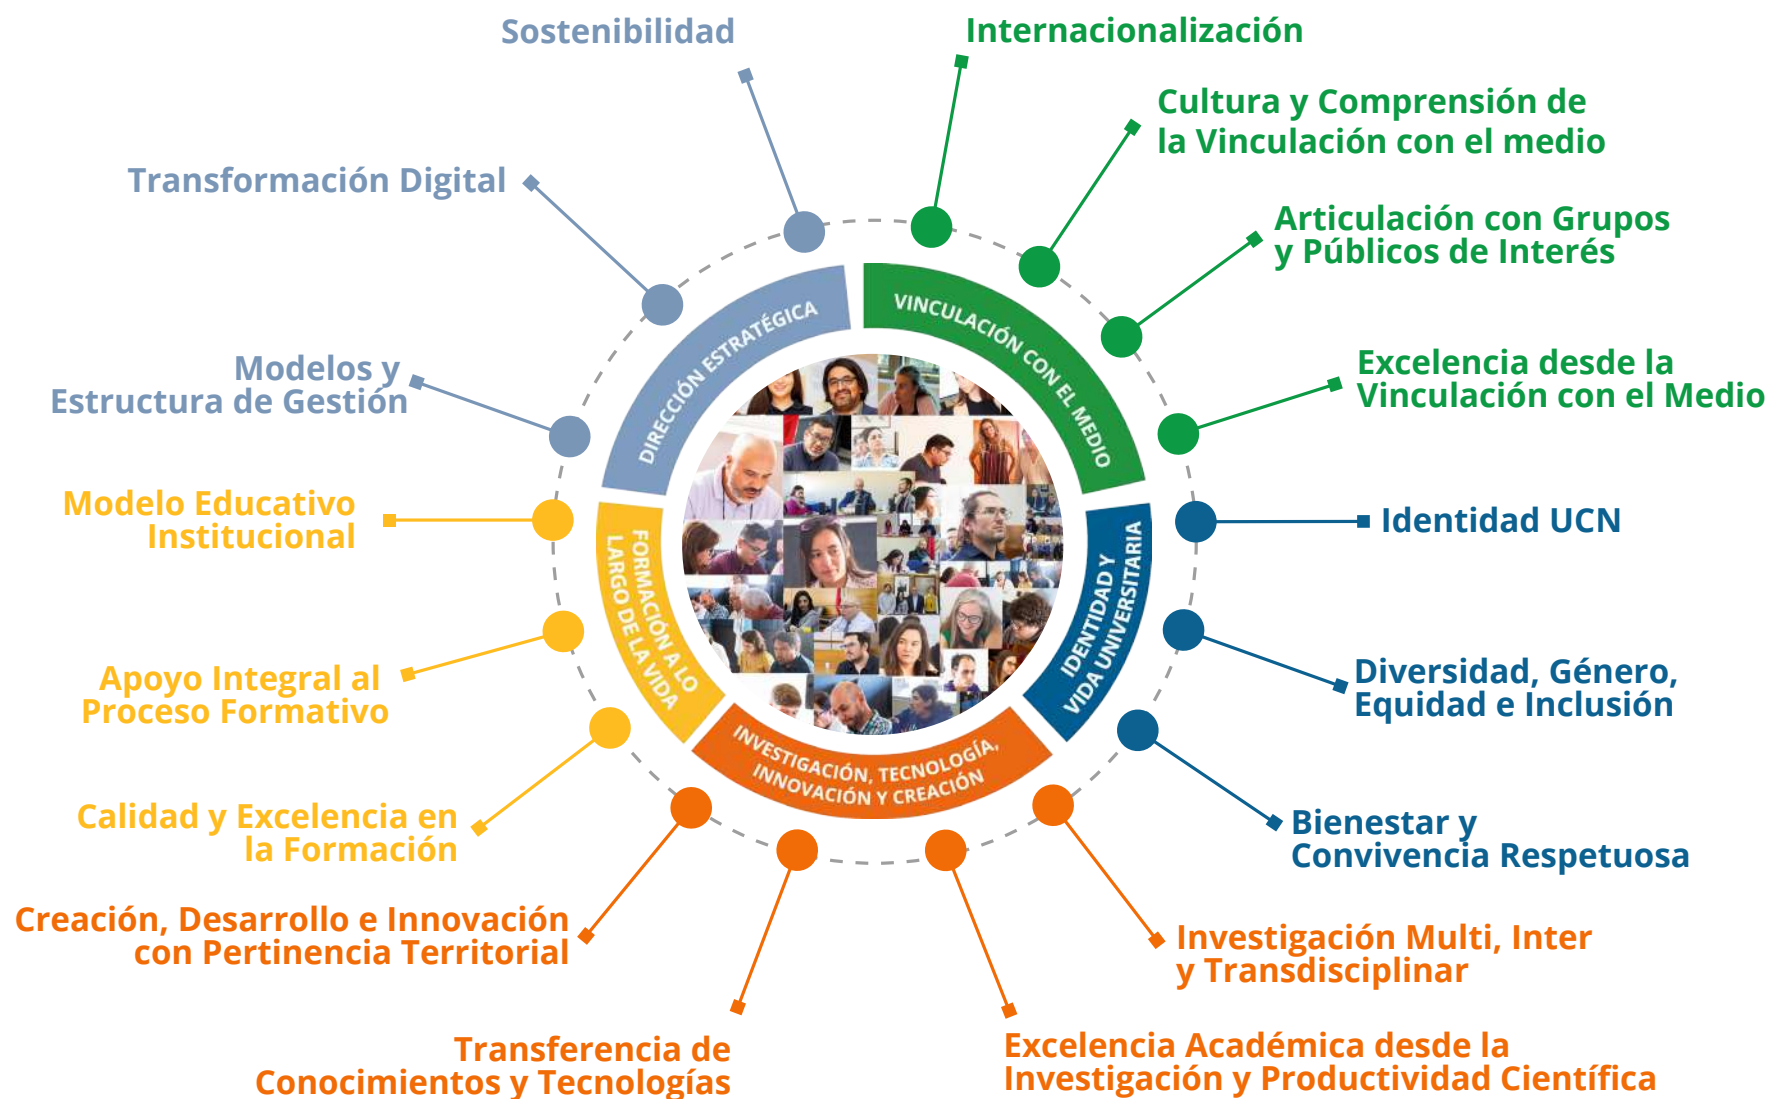 Sostenibilidad
Internacionalización
Cultura y Comprensión de
la Vinculación con el medio
Transformación Digital
Articulación con Grupos
y Públicos de Interés
Modelos y
Estructura de Gestión
Excelencia desde la
Vinculación con el Medio
DIRECCIÓN ESTRATÉGICA
VINCULACIÓN CON EL MEDIO
Modelo Educativo
Institucional
Identidad UCN
FORMACIÓN A LO
LARGO DE LA VIDA
IDENTIDAD Y
VIDA UNIVERSITARIA
Apoyo Integral al
Proceso Formativo
Diversidad, Género,
Equidad e Inclusión
INVESTIGACIÓN, TECNOLOGÍA,
INNOVACIÓN Y CREACIÓN
Calidad y Excelencia en
la Formación
Bienestar y
Convivencia Respetuosa
Creación, Desarrollo e Innovación
con Pertinencia Territorial
Investigación Multi, Inter
y Transdisciplinar
Transferencia de
Conocimientos y Tecnologías
Excelencia Académica desde la
Investigación y Productividad Científica